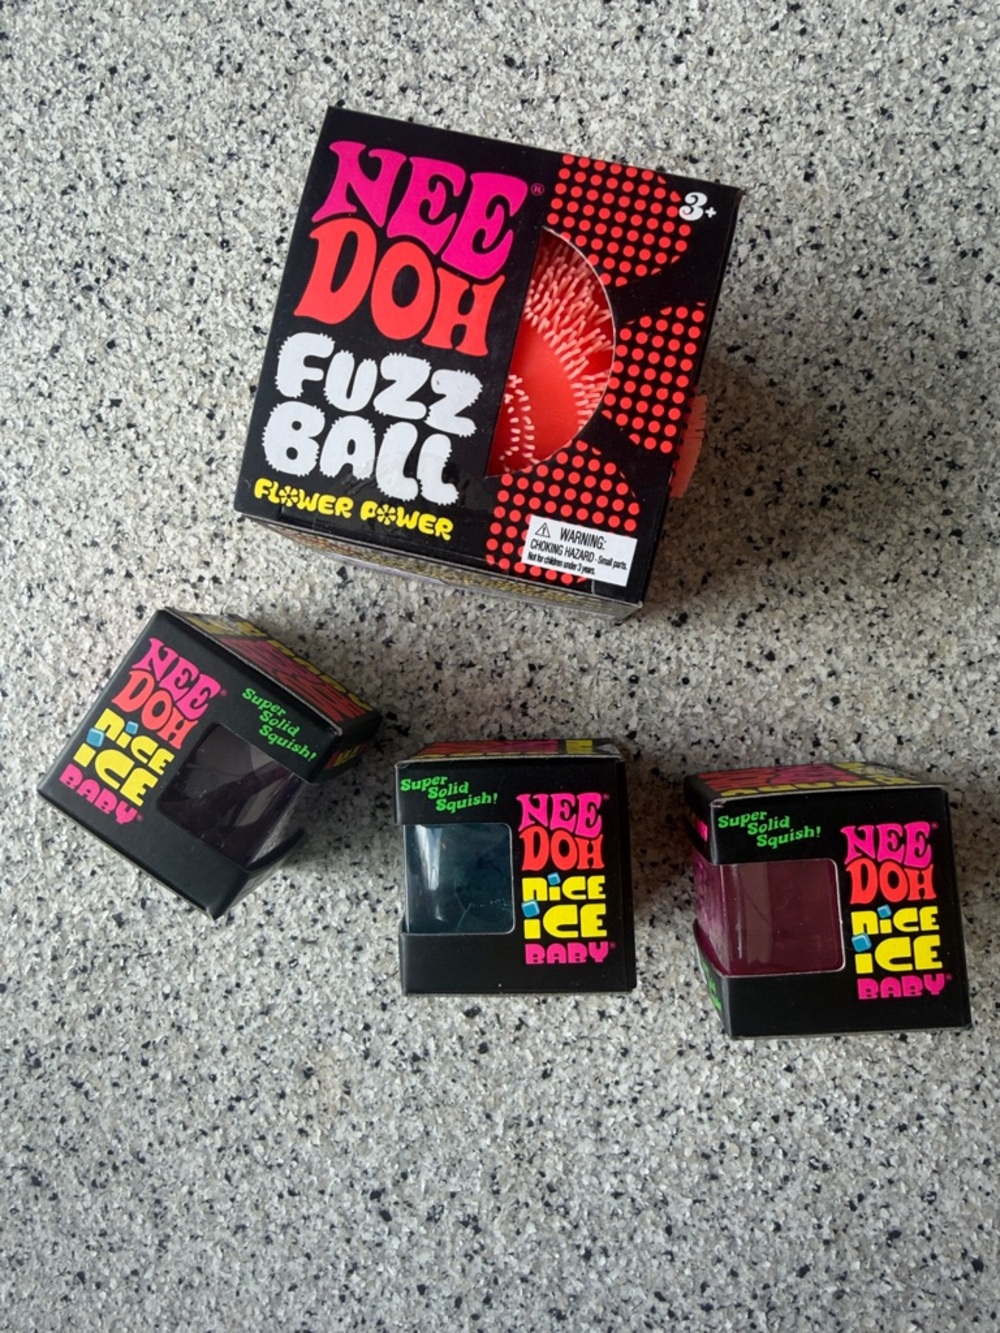 NEE
DOH®
FUZZ
BALL
FLOWER POWER
3+
WARNING:
CHOKING HAZARD - Small parts.
Not for children under 3 years.
NEE
DOH®
NICE
ICE
BABY®
Super
Solid
Squish!
Super
Solid
Squish!
NEE
DOH®
NICE
ICE
BABY®
Super
Solid
Squish!
NEE
DOH®
NICE
ICE
BABY®